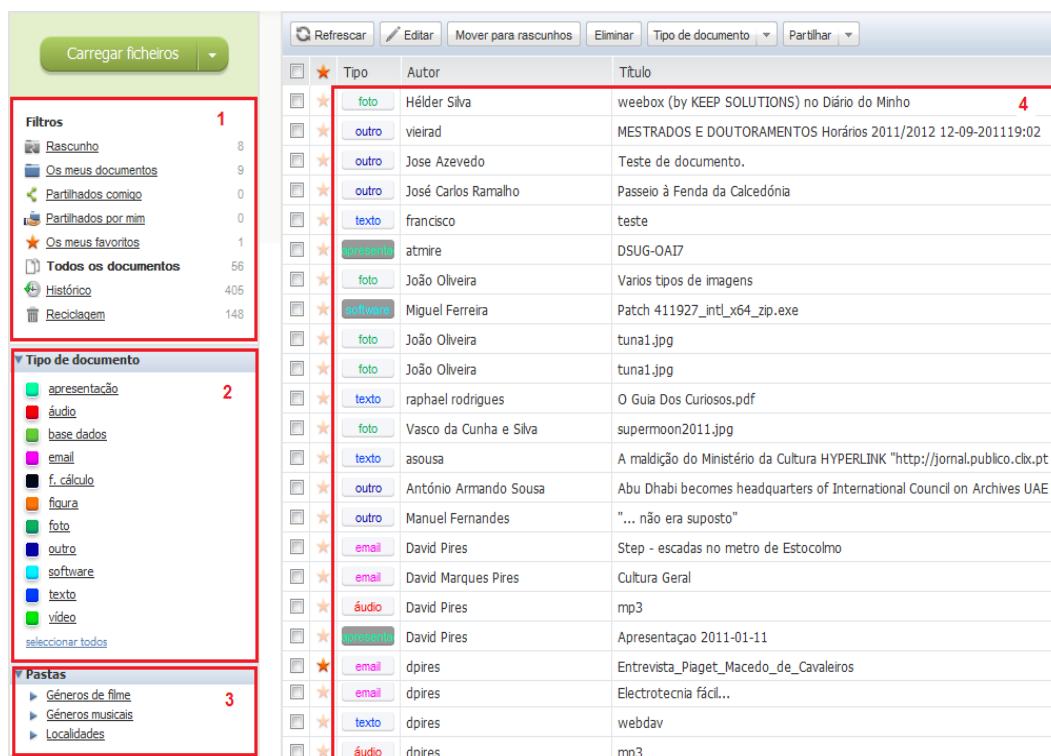 Carregar ficheiros
Filtros 1
Rascunho 8
Os meus documentos 9
Partilhados comigo 0
Partilhados por mim 0
Os meus favoritos 1
Todos os documentos 56
Histórico 405
Reciclagem 148
Tipo de documento
2
apresentação
áudio
base dados
email
f. cálculo
figura
foto
outro
software
texto
vídeo
seleccionar todos
Pastas
3
Géneros de filme
Géneros musicais
Localidades
Refrescar Editar Mover para rascunhos Eliminar Tipo de documento Partilhar
Tipo Autor Título
4
foto Hélder Silva weebox (by KEEP SOLUTIONS) no Diário do Minho
outro vieirad MESTRADOS E DOUTORAMENTOS Horários 2011/2012 12-09-201119:02
outro Jose Azevedo Teste de documento.
outro José Carlos Ramalho Passeio à Fenda da Calcedónia
texto francisco teste
apresenta atmire DSUG-OAI7
foto João Oliveira Varios tipos de imagens
software Miguel Ferreira Patch 411927_intl_x64_zip.exe
foto João Oliveira tuna1.jpg
foto João Oliveira tuna1.jpg
texto raphael rodrigues O Guia Dos Curiosos.pdf
foto Vasco da Cunha e Silva supermoon2011.jpg
texto asousa A maldição do Ministério da Cultura HYPERLINK "http://jornal.publico.clix.pt
outro António Armando Sousa Abu Dhabi becomes headquarters of International Council on Archives UAE
outro Manuel Fernandes "... não era suposto"
email David Pires Step - escadas no metro de Estocolmo
email David Marques Pires Cultura Geral
áudio David Pires mp3
apresenta David Pires Apresentaçao 2011-01-11
email dpires Entrevista_Piaget_Macedo_de_Cavaleiros
email dpires Electrotecnia fácil...
texto dpires webdav
áudio dpires mp3